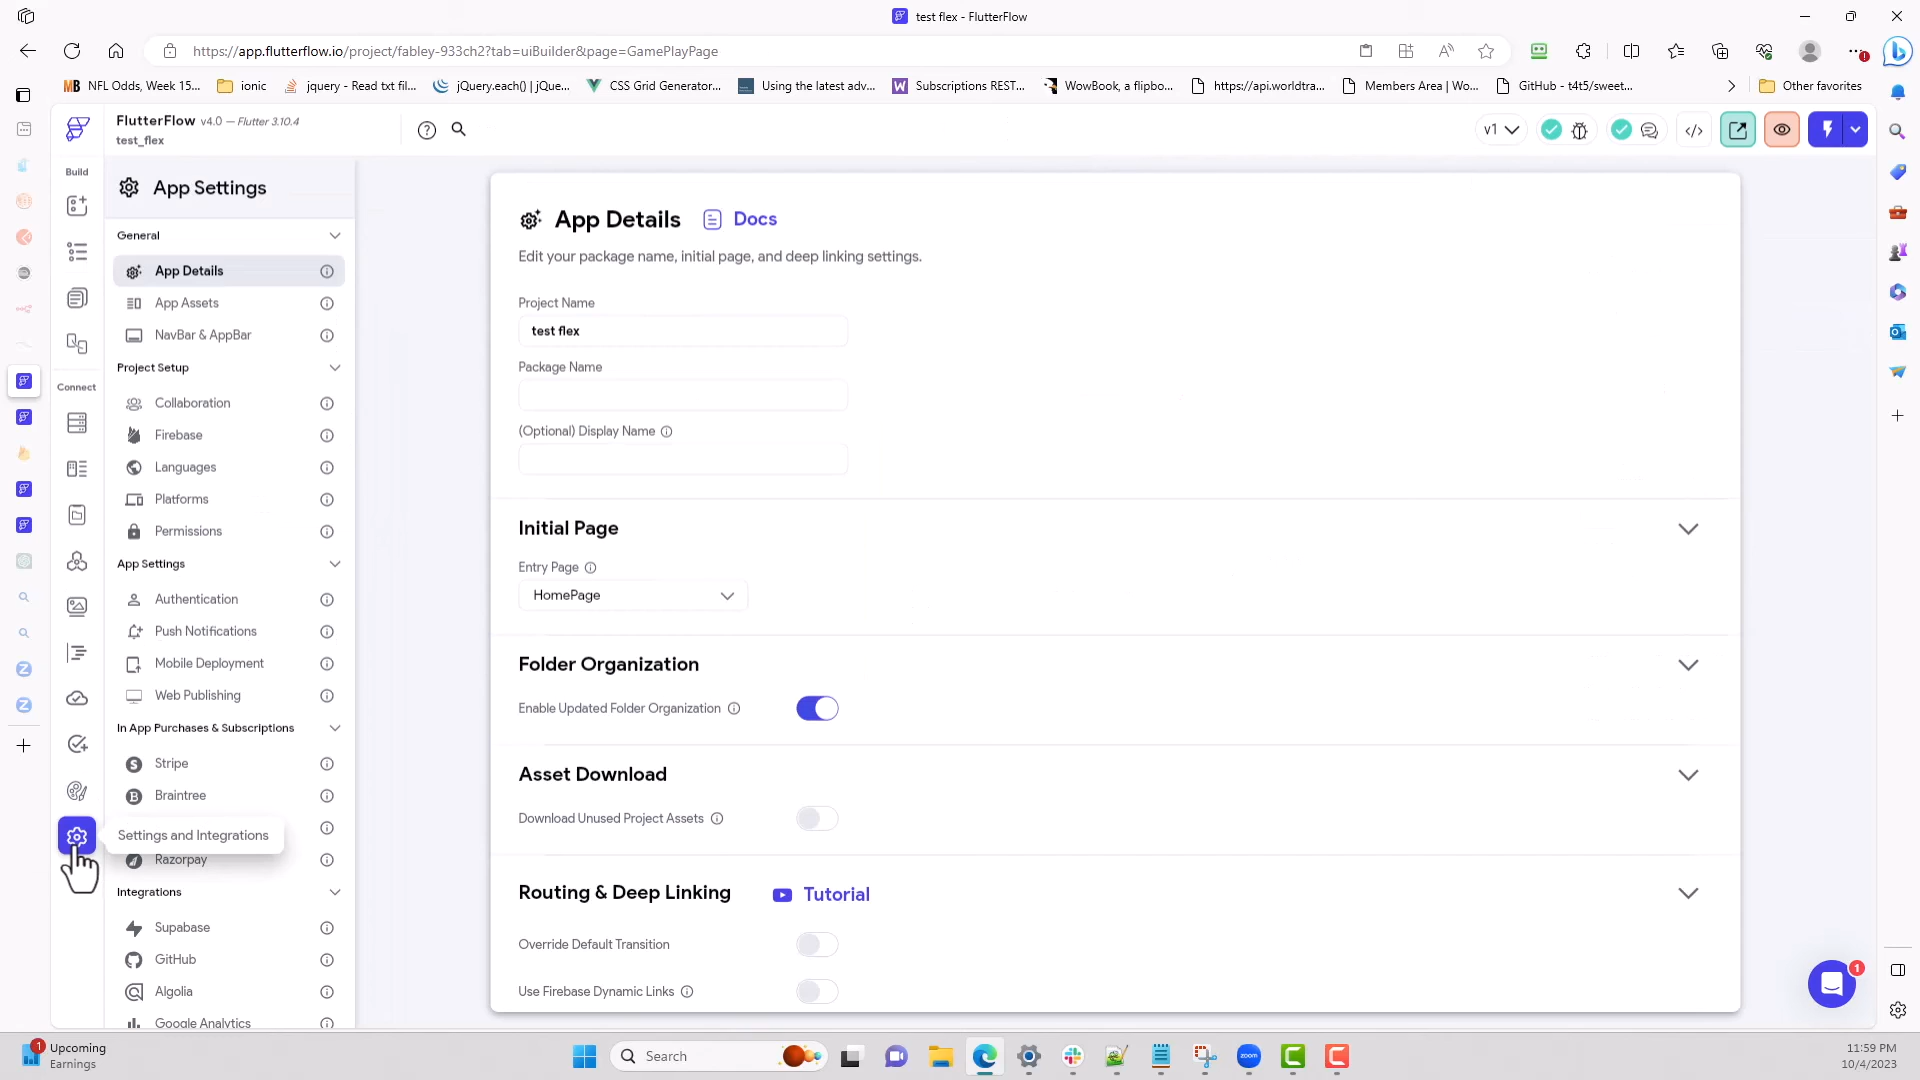 test flex - FlutterFlow
https://app.flutterflow.io/project/fabley-933ch2?tab=uiBuilder&page=GamePlayPage
NFL Odds, Week 15...
ionic
jquery - Read txt fil...
jQuery.each() | jQue...
CSS Grid Generator...
Using the latest adv...
Subscriptions REST...
WowBook, a flipbo...
https://api.worldtra...
Members Area | Wo...
GitHub - t4t5/sweet...
Other favorites
FlutterFlow v4.0 — Flutter 3.10.4
test_flex
v1
Build
Connect
App Settings
General
App Details
App Assets
NavBar & AppBar
Project Setup
Collaboration
Firebase
Languages
Platforms
Permissions
App Settings
Authentication
Push Notifications
Mobile Deployment
Web Publishing
In App Purchases & Subscriptions
Stripe
Braintree
Settings and Integrations
Razorpay
Integrations
Supabase
GitHub
Algolia
Google Analytics
App Details
Docs
Edit your package name, initial page, and deep linking settings.
Project Name
test flex
Package Name
(Optional) Display Name
Initial Page
Entry Page
HomePage
Folder Organization
Enable Updated Folder Organization
Asset Download
Download Unused Project Assets
Routing & Deep Linking
Tutorial
Override Default Transition
Use Firebase Dynamic Links
1
1
Upcoming
Earnings
Search
zoom
11:59 PM
10/4/2023